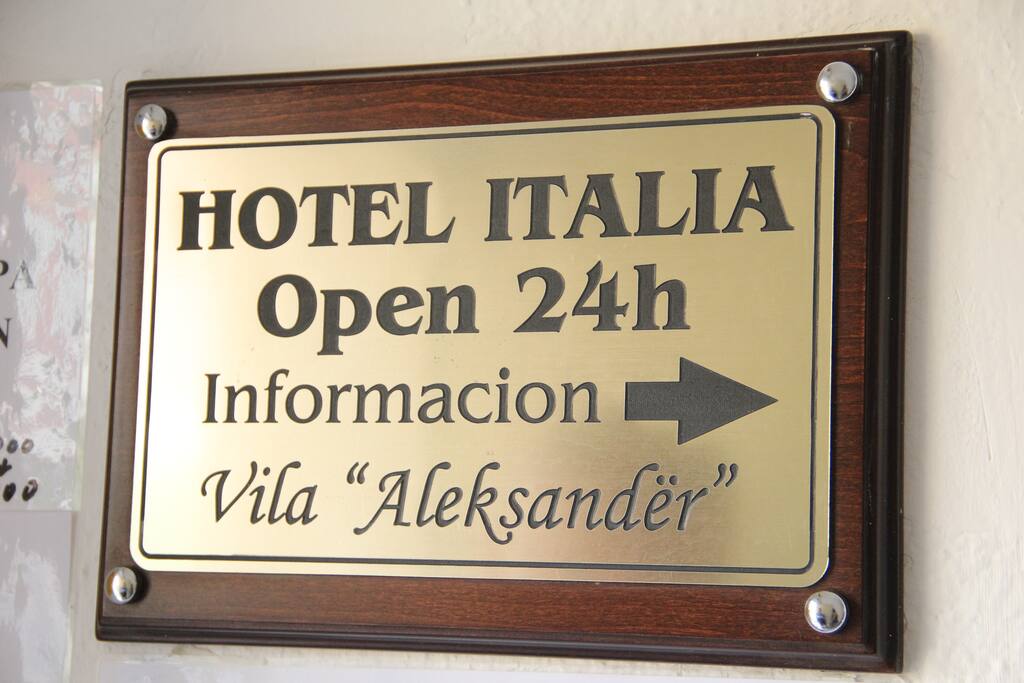 HOTEL ITALIA
Open 24h
Informacion
Vila “Aleksandër”